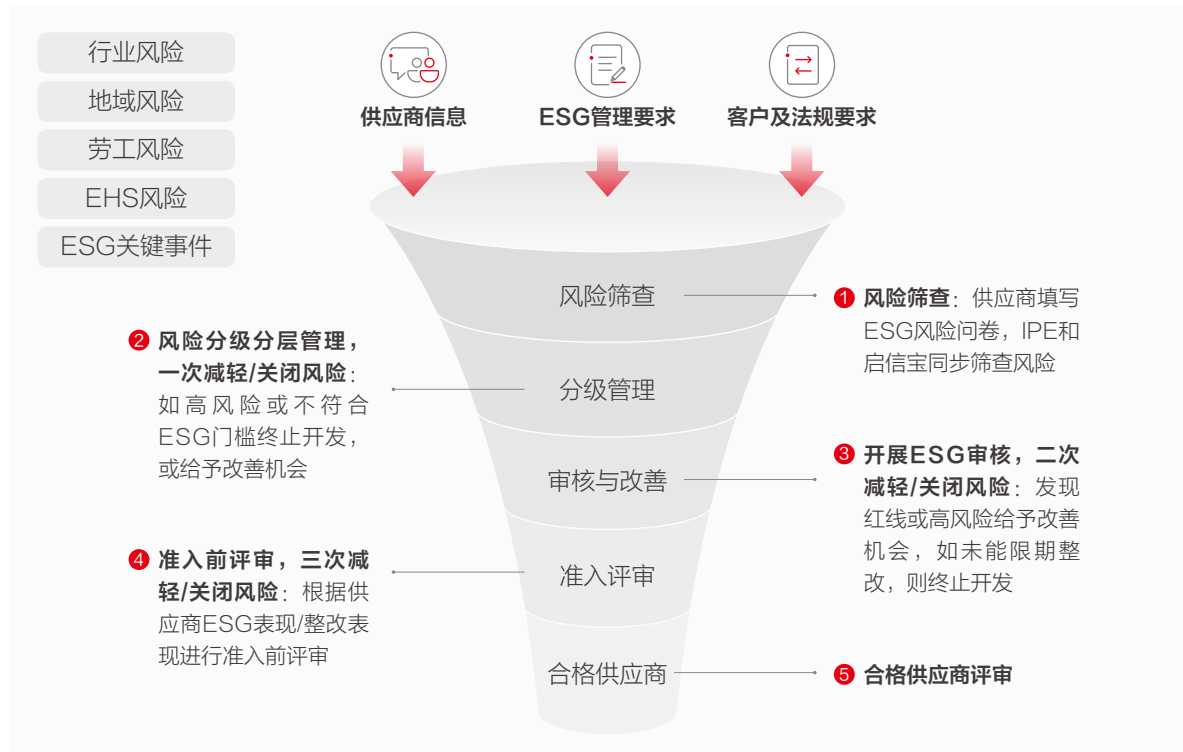 行业风险
地域风险
劳工风险
EHS风险
ESG关键事件
供应商信息
ESG管理要求
客户及法规要求
风险筛查
分级管理
审核与改善
准入评审
合格供应商
1 风险筛查：供应商填写
ESG风险问卷，IPE和
启信宝同步筛查风险
2 风险分级分层管理，
一次减轻/关闭风险：
如高风险或不符合
ESG门槛终止开发，
或给予改善机会
3 开展ESG审核，二次
减轻/关闭风险：发现
红线或高风险给予改善
机会，如未能限期整
改，则终止开发
4 准入前评审，三次减
轻/关闭风险：根据供
应商ESG表现/整改表
现进行准入前评审
5 合格供应商评审